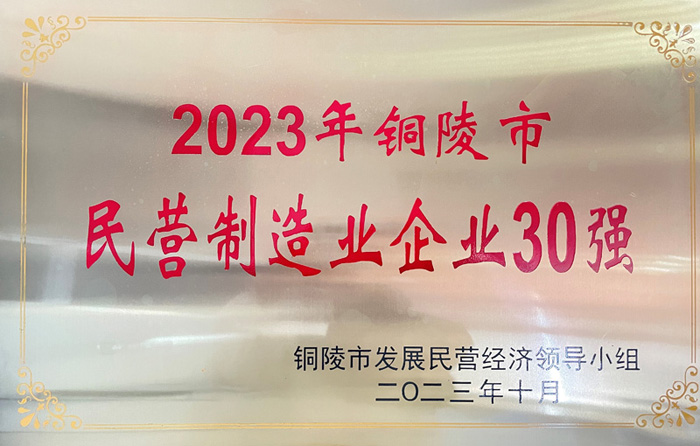 2023年铜陵市
民营制造业企业30强
铜陵市发展民营经济领导小组
二〇二三年十月